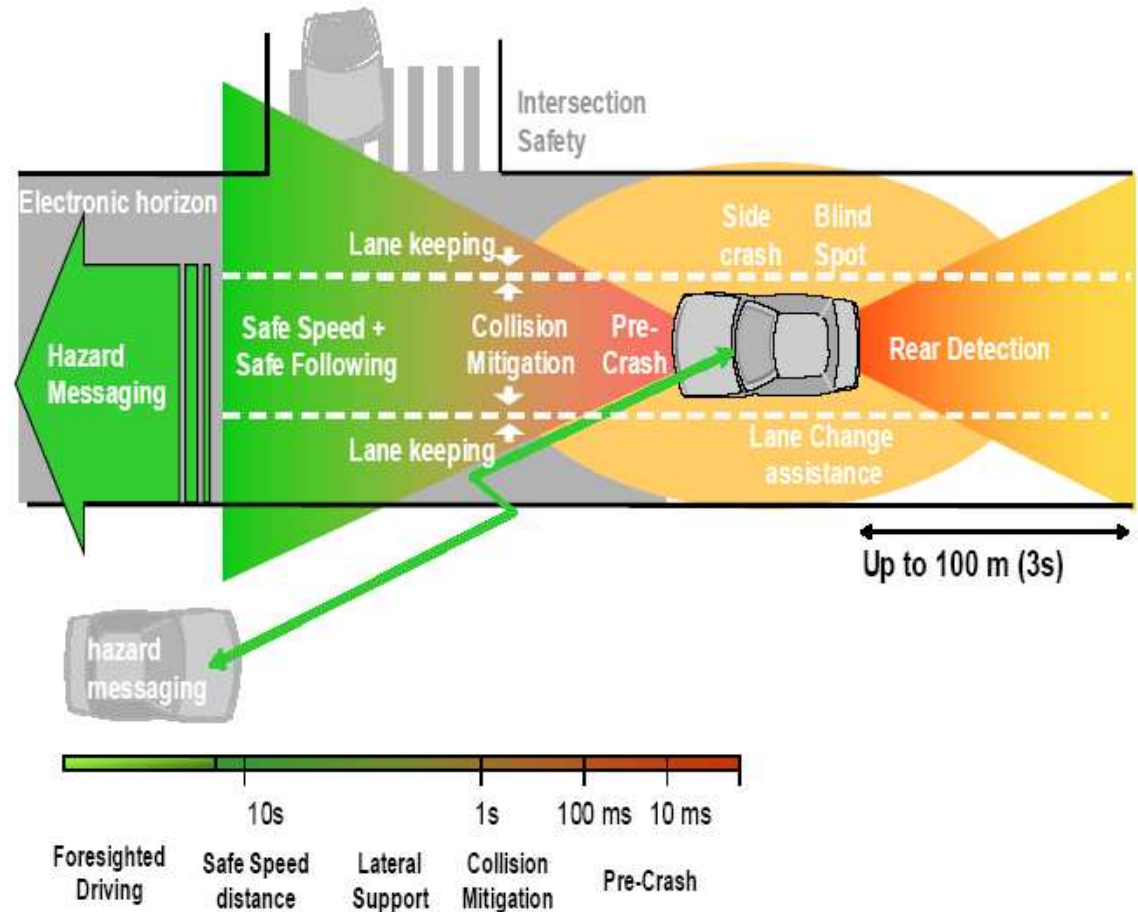 Intersection
Safety
Electronic horizon
Lane keeping
Side
crash
Blind
Spot
Hazard
Messaging
Safe Speed +
Safe Following
Collision
Mitigation
Pre-
Crash
Rear Detection
Lane keeping
Lane Change
assistance
Up to 100 m (3s)
hazard
messaging
10s
1s
100 ms
10 ms
Foresighted
Driving
Safe Speed
distance
Lateral
Support
Collision
Mitigation
Pre-Crash